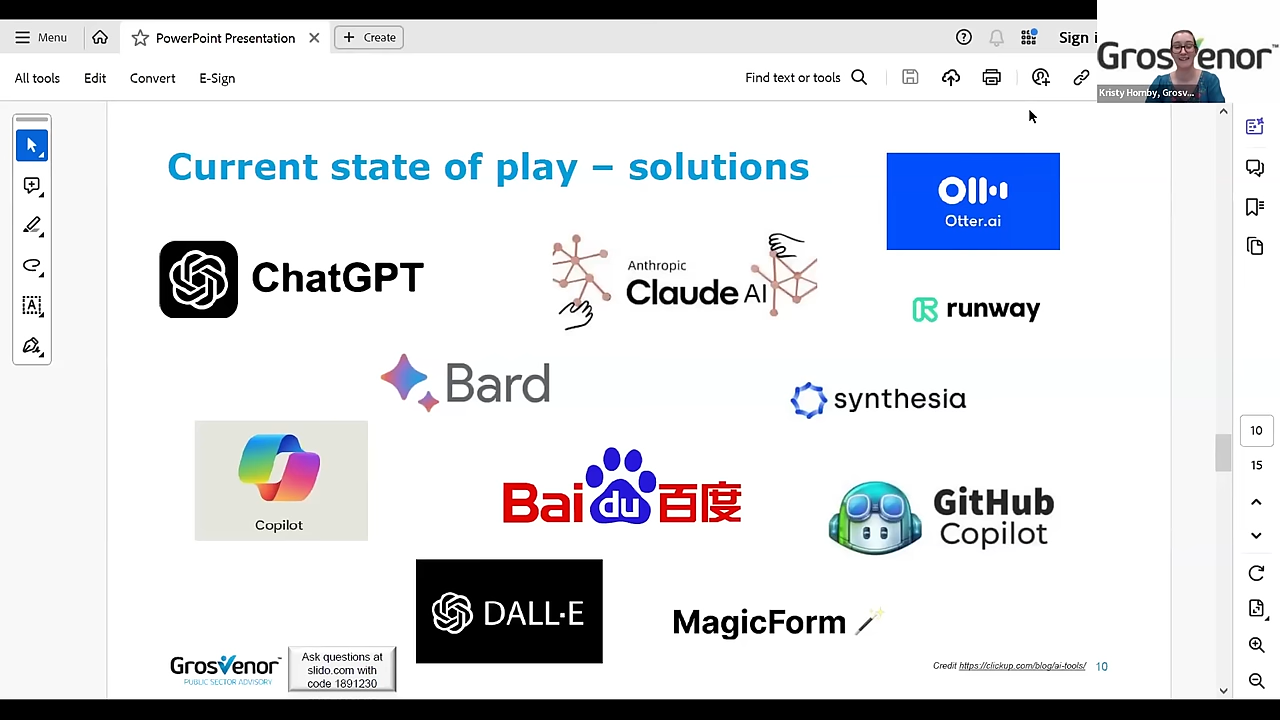 Menu
PowerPoint Presentation
Create
All tools
Edit
Convert
E-Sign
Find text or tools
Sign i
Grosvenor™
Kristy Hornby, Grosv...
Current state of play – solutions
Otter.ai
ChatGPT
Anthropic
Claude AI
runway
Bard
synthesia
Copilot
Bai du 百度
GitHub
Copilot
DALL·E
MagicForm
Grosvenor™
PUBLIC SECTOR ADVISORY
Ask questions at
slido.com with
code 1891230
Credit https://clickup.com/blog/ai-tools/
10
10
15